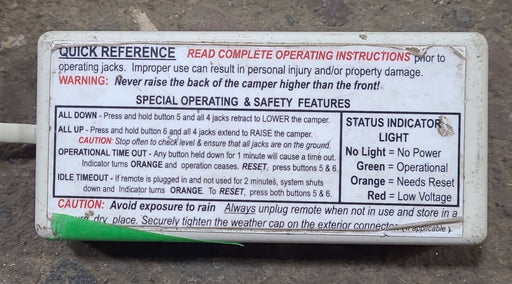 QUICK REFERENCE READ COMPLETE OPERATING INSTRUCTIONS prior to
operating jacks. Improper use can result in personal injury and/or property damage.
WARNING: Never raise the back of the camper higher than the front!
SPECIAL OPERATING & SAFETY FEATURES
ALL DOWN - Press and hold button 5 and all 4 jacks retract to LOWER the camper.
ALL UP - Press and hold button 6 and all 4 jacks extend to RAISE the camper.
CAUTION: Stop often to check level & ensure that all jacks are on the ground.
OPERATIONAL TIME OUT - Any button held down for 1 minute will cause a time out.
Indicator turns ORANGE and operation ceases. RESET, press buttons 5 & 6.
IDLE TIMEOUT - If remote is plugged in and not used for 2 minutes, system shuts
down and Indicator turns ORANGE. To RESET, press both buttons 5 & 6.
STATUS INDICATOR
LIGHT
No Light = No Power
Green = Operational
Orange = Needs Reset
Red = Low Voltage
CAUTION: Avoid exposure to rain Always unplug remote when not in use and store in a
dry place. Securely tighten the weather cap on the exterior connector (if applicable).